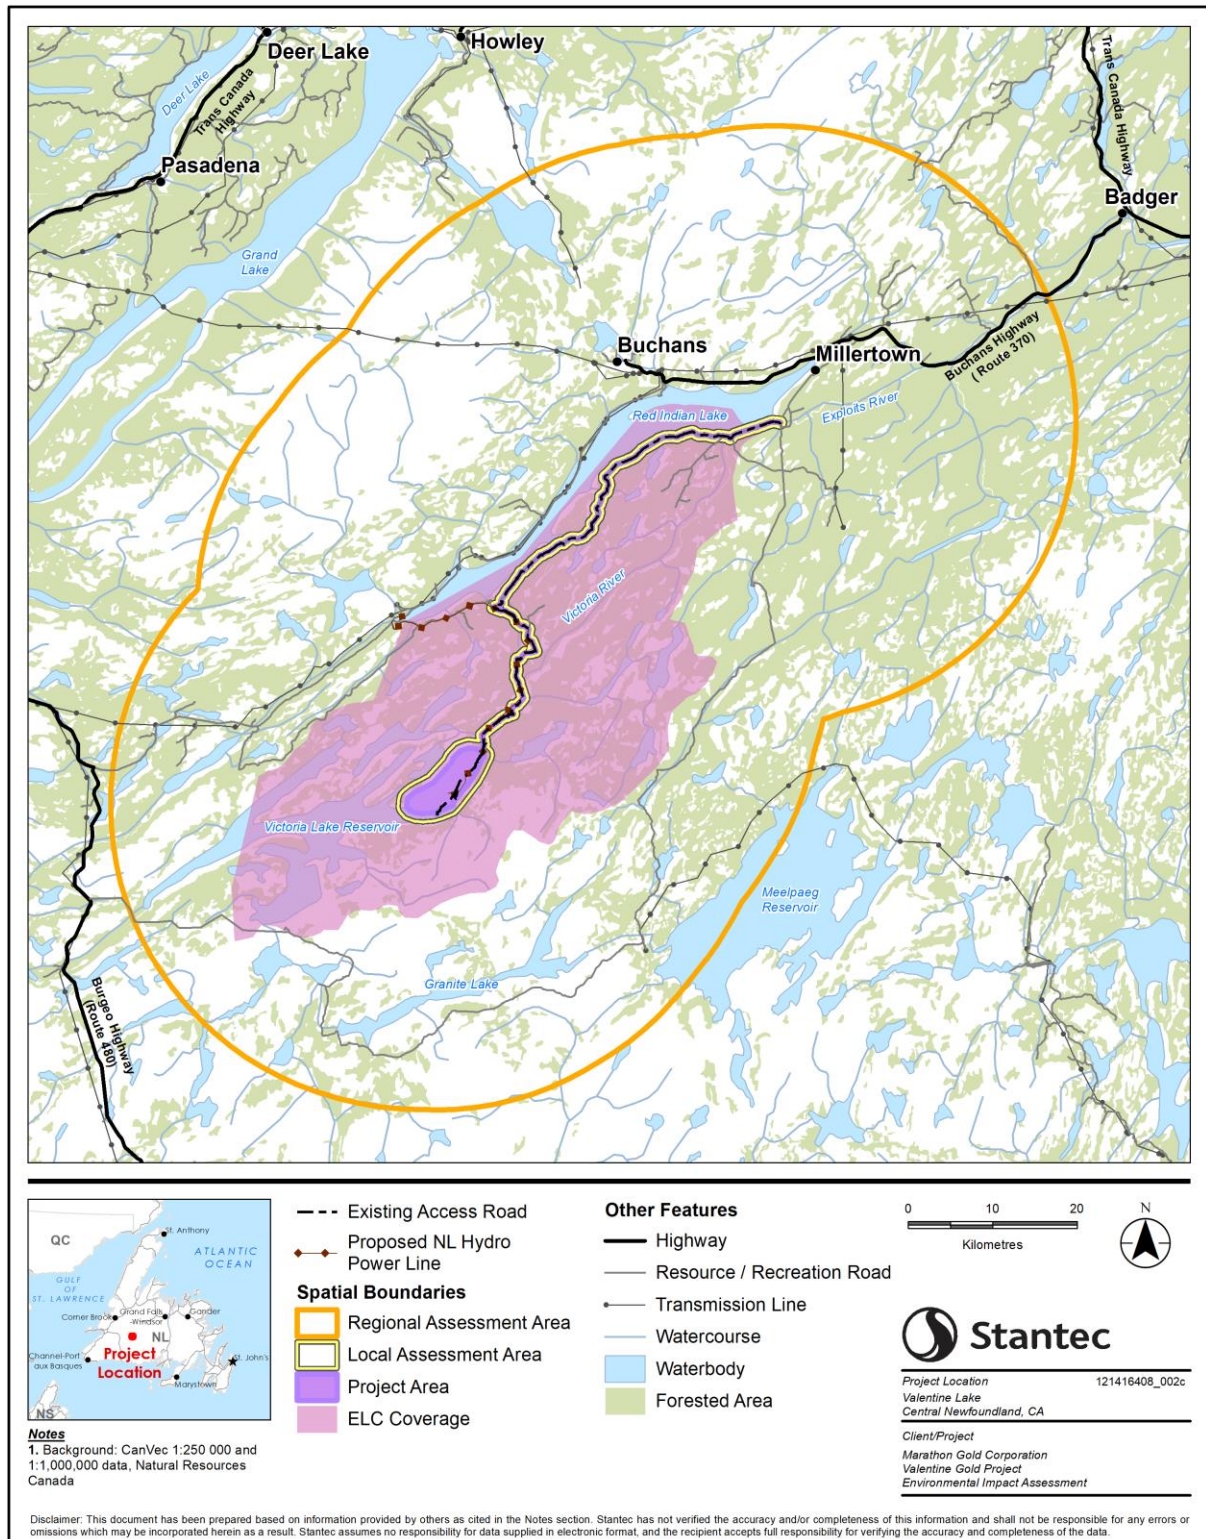 Deer Lake
Howley
Deer Lake
Trans Canada
Highway
Trans Canada Highway
Pasadena
Badger
Grand
Lake
Buchans
Millertown
Buchans Highway
(Route 370)
Red Indian Lake
Exploits River
Victoria River
Victoria Lake Reservoir
Meelpaeg
Reservoir
Granite Lake
Burgeo Highway
(Route 480)
QC
St. Anthony
ATLANTIC
OCEAN
GULF
OF
ST. LAWRENCE
Corner Brook
Grand Falls
-Windsor
Gander
NL
Project
Location
Channel-Port
aux Basques
St. John's
Marystown
NS
Notes
1. Background: CanVec 1:250 000 and
1:1,000,000 data, Natural Resources
Canada
Existing Access Road
Proposed NL Hydro
Power Line
Spatial Boundaries
Regional Assessment Area
Local Assessment Area
Project Area
ELC Coverage
Other Features
Highway
Resource / Recreation Road
Transmission Line
Watercourse
Waterbody
Forested Area
0 10 20
Kilometres
N
Stantec
Project Location 121416408_002c
Valentine Lake
Central Newfoundland, CA
Client/Project
Marathon Gold Corporation
Valentine Gold Project
Environmental Impact Assessment
Disclaimer: This document has been prepared based on information provided by others as cited in the Notes section. Stantec has not verified the accuracy and/or completeness of this information and shall not be responsible for any errors or
omissions which may be incorporated herein as a result. Stantec assumes no responsibility for data supplied in electronic format, and the recipient accepts full responsibility for verifying the accuracy and completeness of the data.